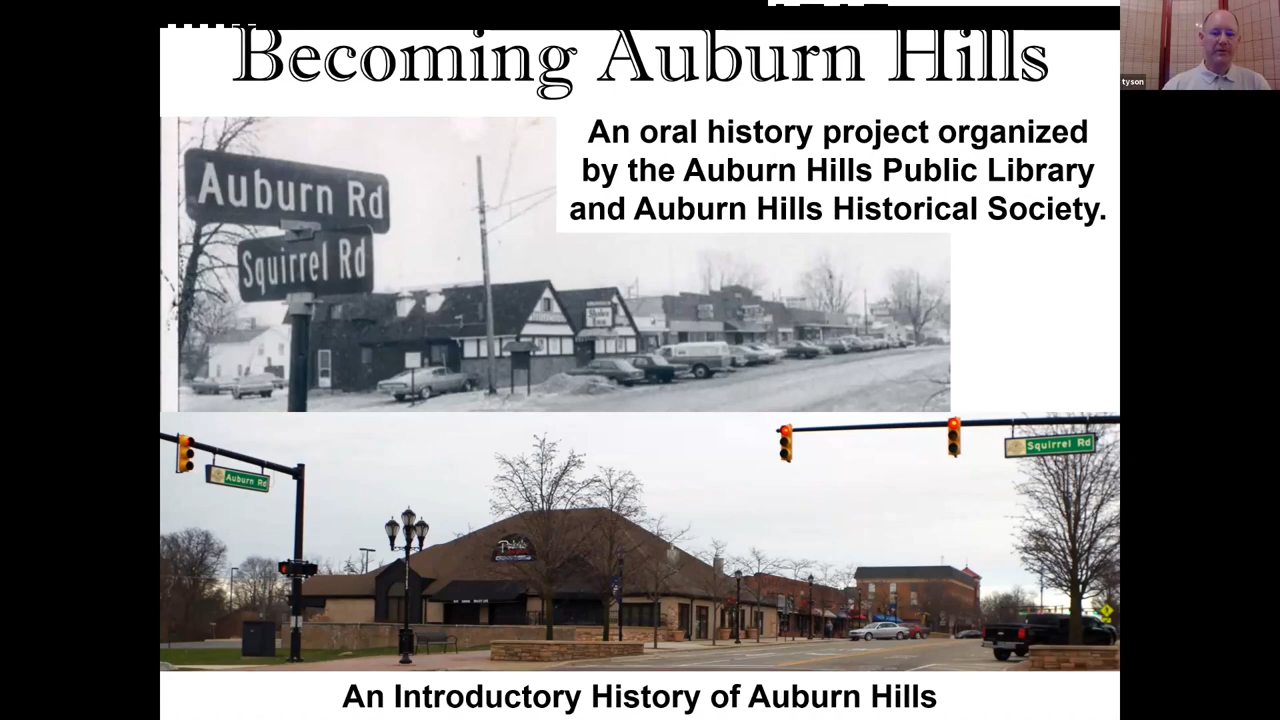 Becoming Auburn Hills
tyson
An oral history project organized
by the Auburn Hills Public Library
and Auburn Hills Historical Society.
Auburn Rd
Squirrel Rd
Squirrel Rd
Auburn Rd
An Introductory History of Auburn Hills